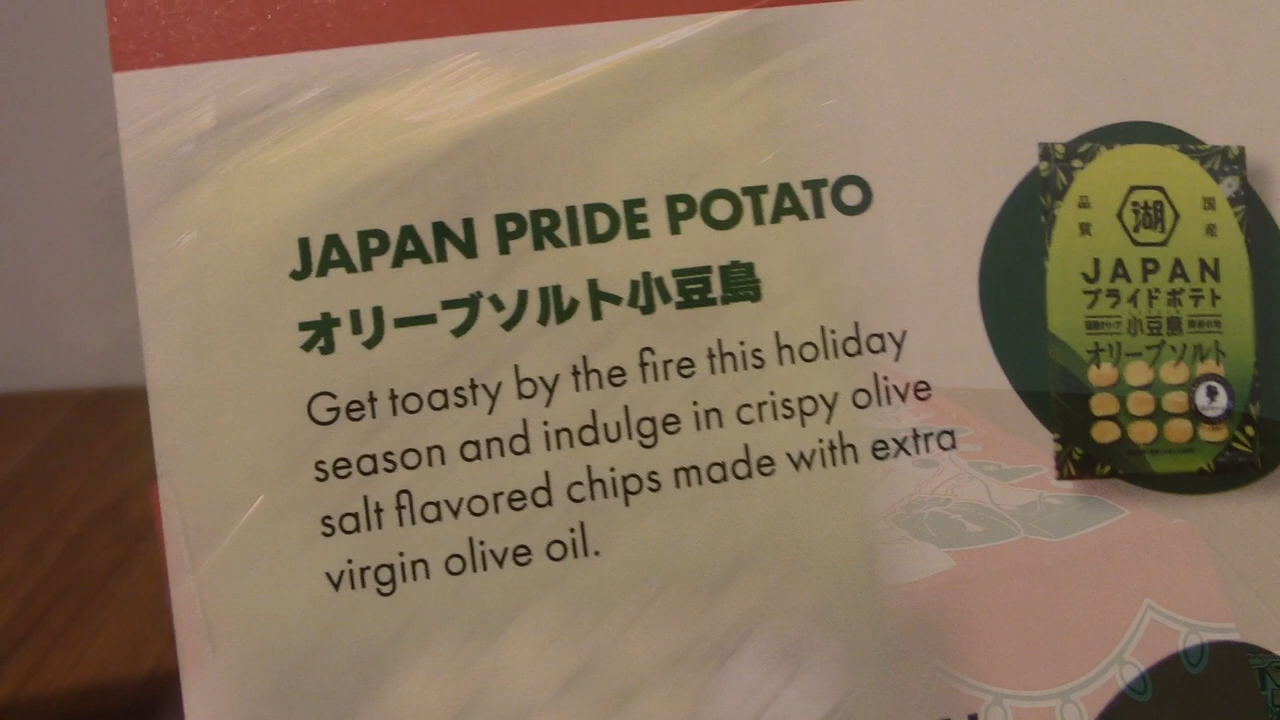 JAPAN PRIDE POTATO
オリーブソルト小豆島
Get toasty by the fire this holiday
season and indulge in crispy olive
salt flavored chips made with extra
virgin olive oil.
品質
国産
湖
JAPAN
プライドポテト
小豆島
オリーブソルト